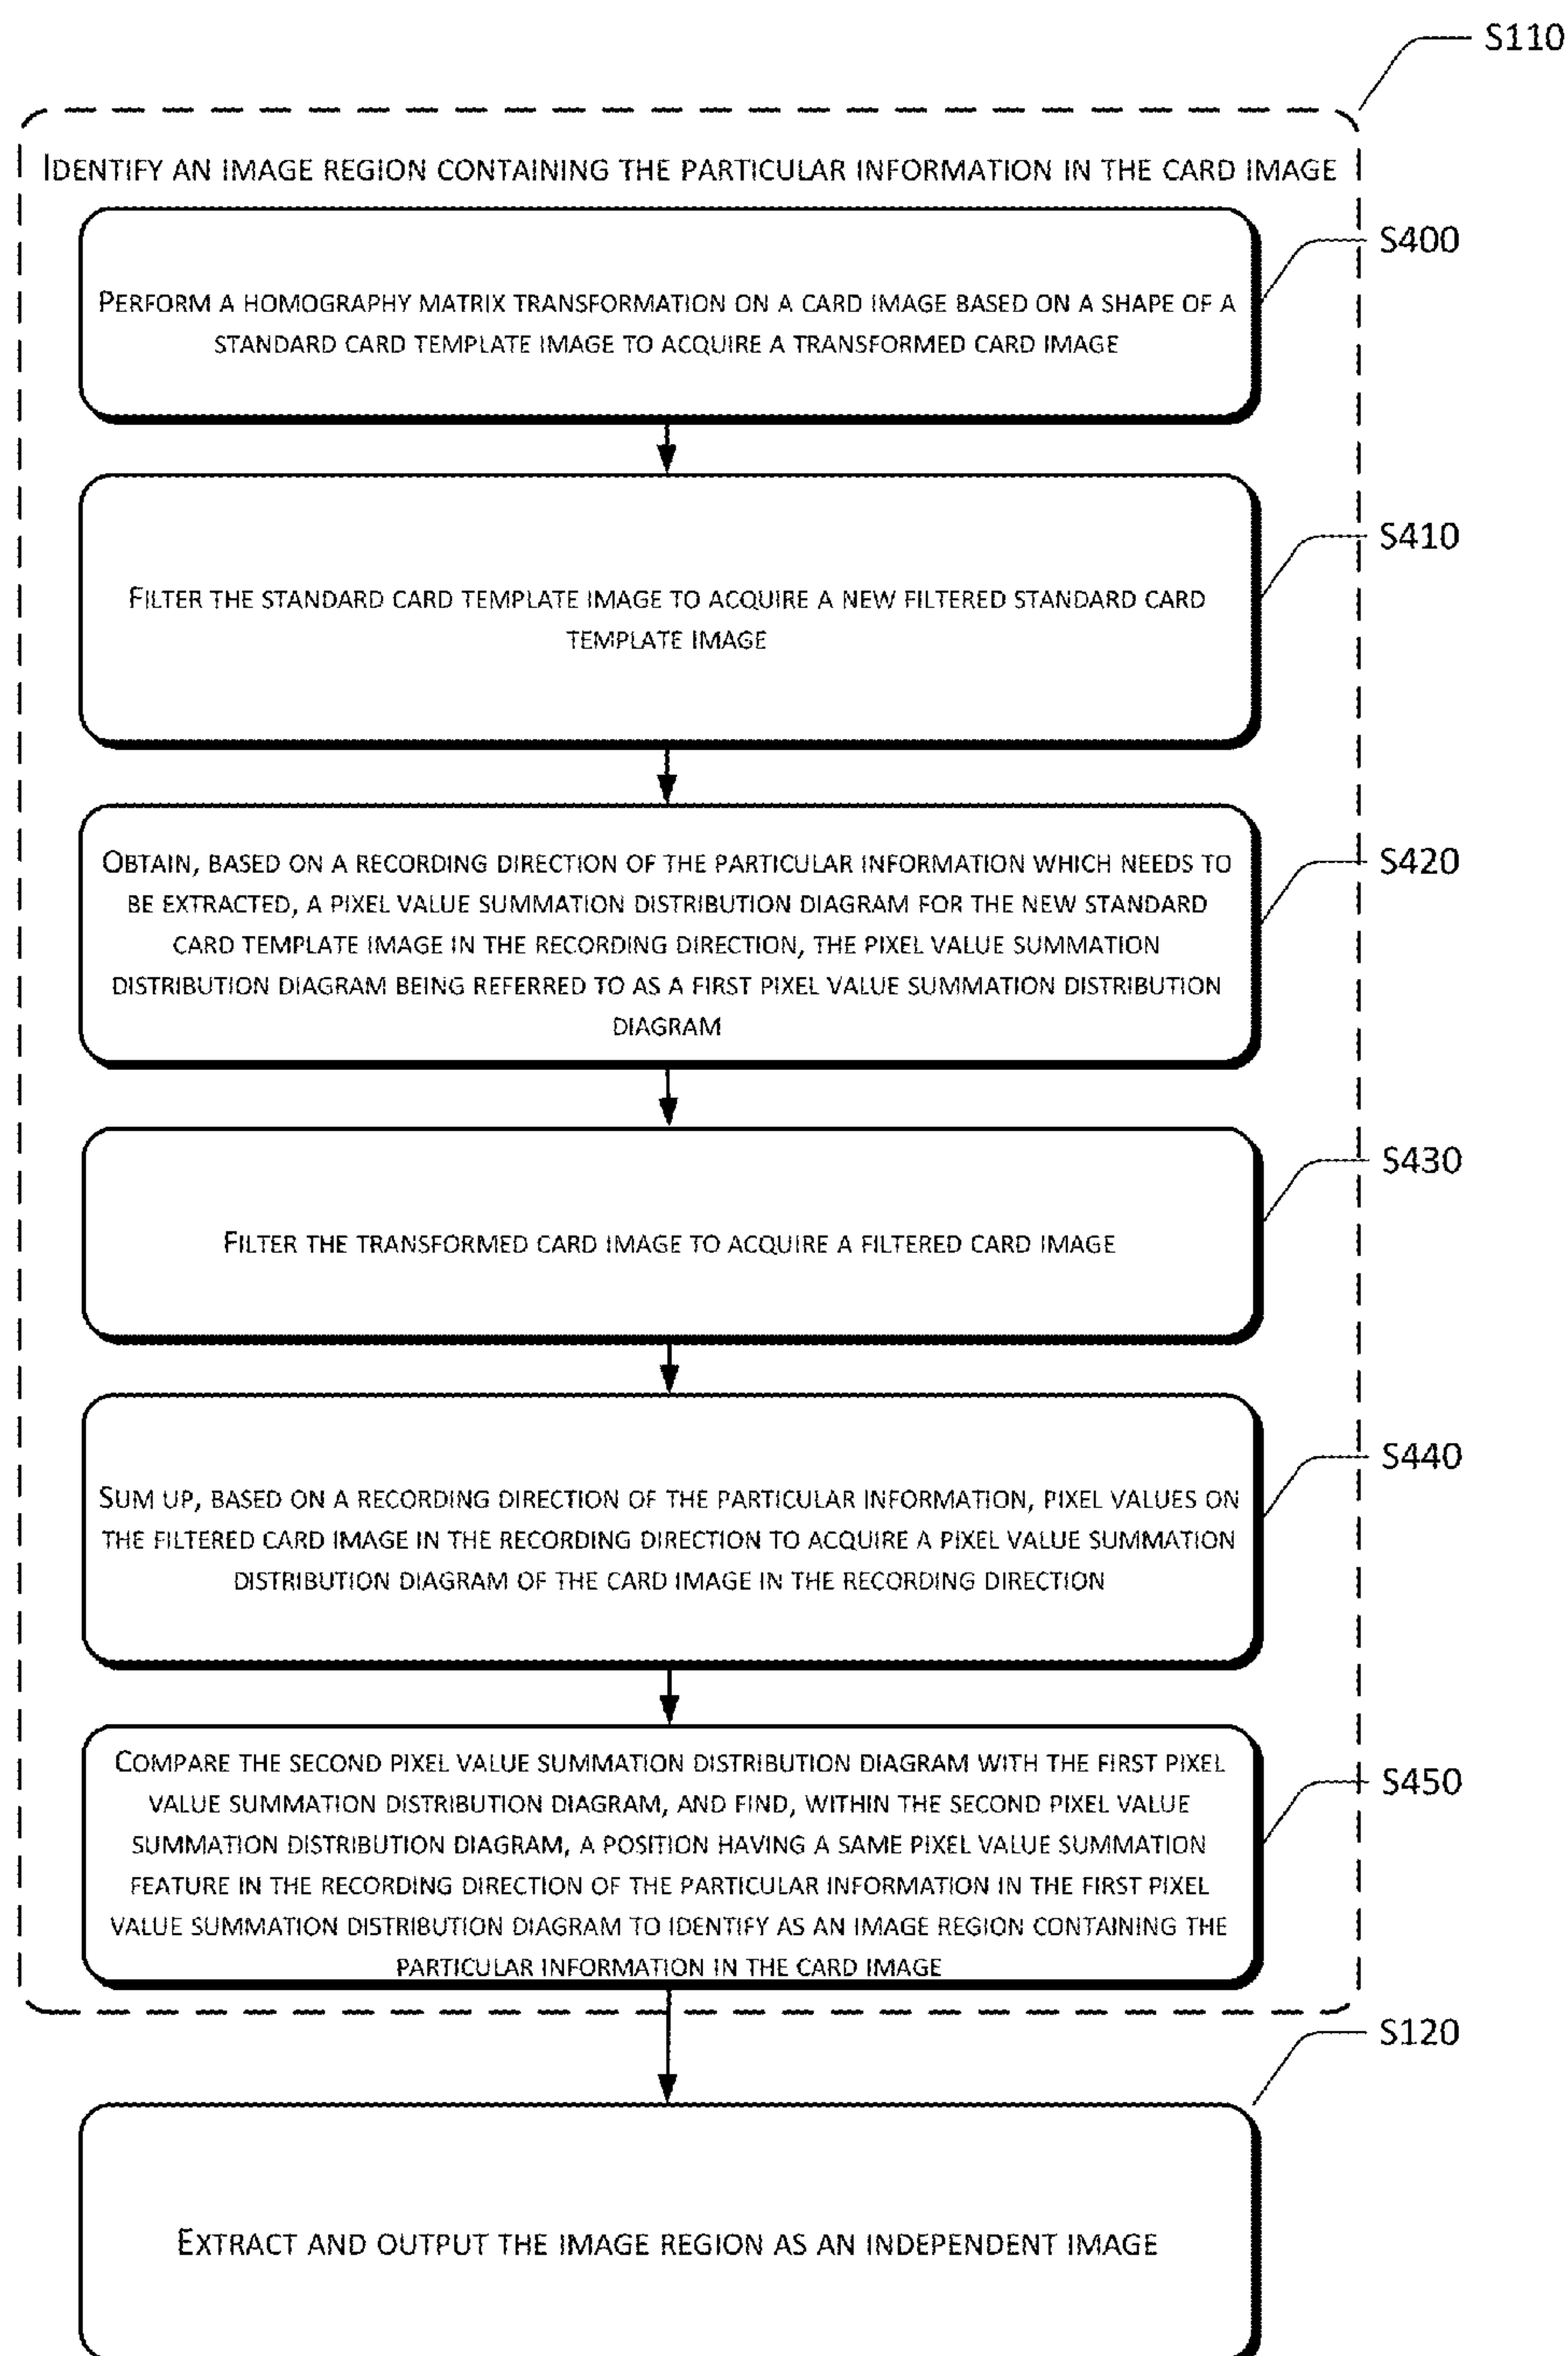 S110
IDENTIFY AN IMAGE REGION CONTAINING THE PARTICULAR INFORMATION IN THE CARD IMAGE
S400
PERFORM A HOMOGRAPHY MATRIX TRANSFORMATION ON A CARD IMAGE BASED ON A SHAPE OF A
STANDARD CARD TEMPLATE IMAGE TO ACQUIRE A TRANSFORMED CARD IMAGE
S410
FILTER THE STANDARD CARD TEMPLATE IMAGE TO ACQUIRE A NEW FILTERED STANDARD CARD
TEMPLATE IMAGE
S420
OBTAIN, BASED ON A RECORDING DIRECTION OF THE PARTICULAR INFORMATION WHICH NEEDS TO
BE EXTRACTED, A PIXEL VALUE SUMMATION DISTRIBUTION DIAGRAM FOR THE NEW STANDARD
CARD TEMPLATE IMAGE IN THE RECORDING DIRECTION, THE PIXEL VALUE SUMMATION
DISTRIBUTION DIAGRAM BEING REFERRED TO AS A FIRST PIXEL VALUE SUMMATION DISTRIBUTION
DIAGRAM
S430
FILTER THE TRANSFORMED CARD IMAGE TO ACQUIRE A FILTERED CARD IMAGE
S440
SUM UP, BASED ON A RECORDING DIRECTION OF THE PARTICULAR INFORMATION, PIXEL VALUES ON
THE FILTERED CARD IMAGE IN THE RECORDING DIRECTION TO ACQUIRE A PIXEL VALUE SUMMATION
DISTRIBUTION DIAGRAM OF THE CARD IMAGE IN THE RECORDING DIRECTION
S450
COMPARE THE SECOND PIXEL VALUE SUMMATION DISTRIBUTION DIAGRAM WITH THE FIRST PIXEL
VALUE SUMMATION DISTRIBUTION DIAGRAM, AND FIND, WITHIN THE SECOND PIXEL VALUE
SUMMATION DISTRIBUTION DIAGRAM, A POSITION HAVING A SAME PIXEL VALUE SUMMATION
FEATURE IN THE RECORDING DIRECTION OF THE PARTICULAR INFORMATION IN THE FIRST PIXEL
VALUE SUMMATION DISTRIBUTION DIAGRAM TO IDENTIFY AS AN IMAGE REGION CONTAINING THE
PARTICULAR INFORMATION IN THE CARD IMAGE
S120
EXTRACT AND OUTPUT THE IMAGE REGION AS AN INDEPENDENT IMAGE